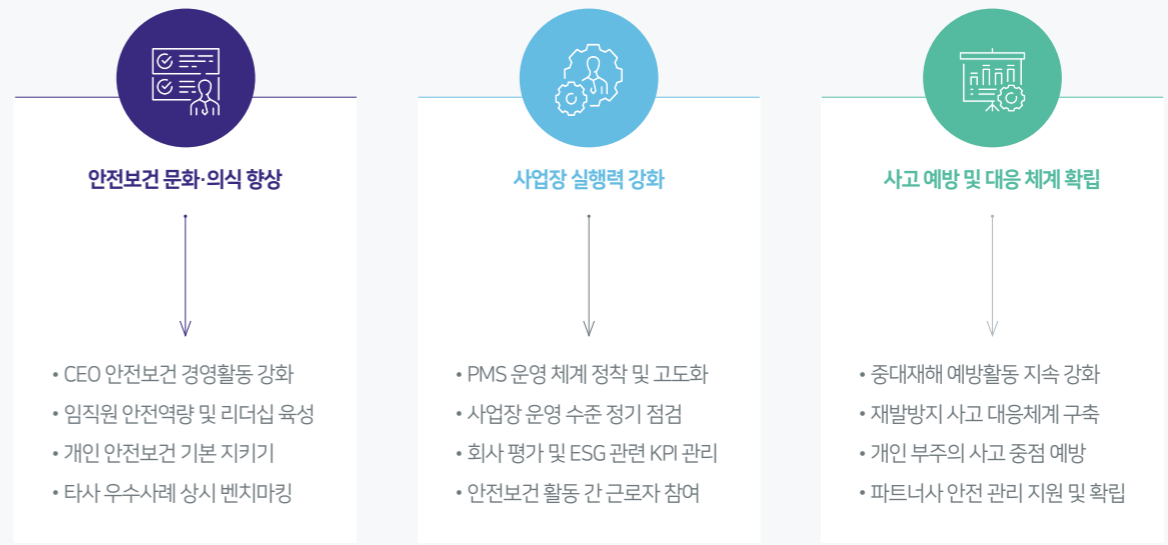 안전보건 문화·의식 향상
• CEO 안전보건 경영활동 강화
• 임직원 안전역량 및 리더십 육성
• 개인 안전보건 기본 지키기
• 타사 우수사례 상시 벤치마킹
사업장 실행력 강화
• PMS 운영 체계 정착 및 고도화
• 사업장 운영 수준 정기 점검
• 회사 평가 및 ESG 관련 KPI 관리
• 안전보건 활동 간 근로자 참여
사고 예방 및 대응 체계 확립
• 중대재해 예방활동 지속 강화
• 재발방지 사고 대응체계 구축
• 개인 부주의 사고 중점 예방
• 파트너사 안전 관리 지원 및 확립